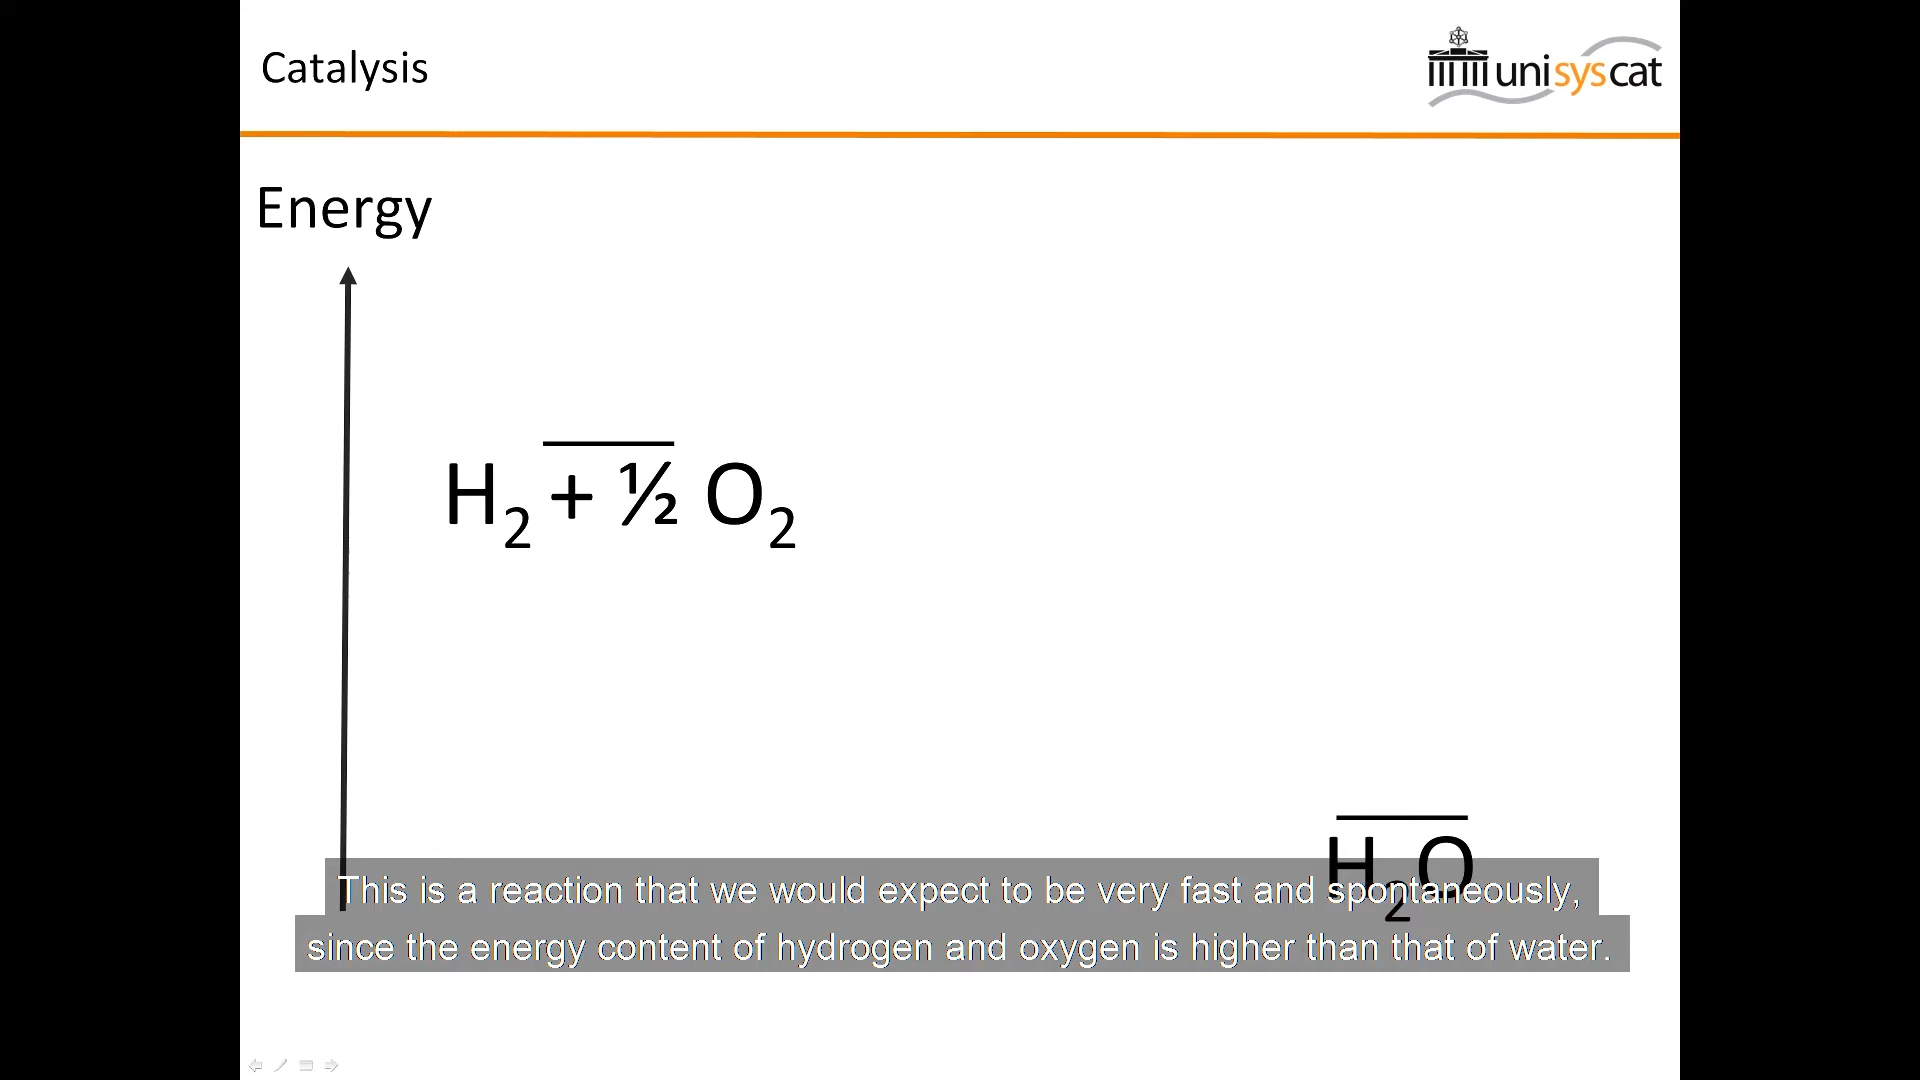 Catalysis
unisyscat
Energy
H₂ + ½ O₂
H₂O
This is a reaction that we would expect to be very fast and spontaneously,
since the energy content of hydrogen and oxygen is higher than that of water.